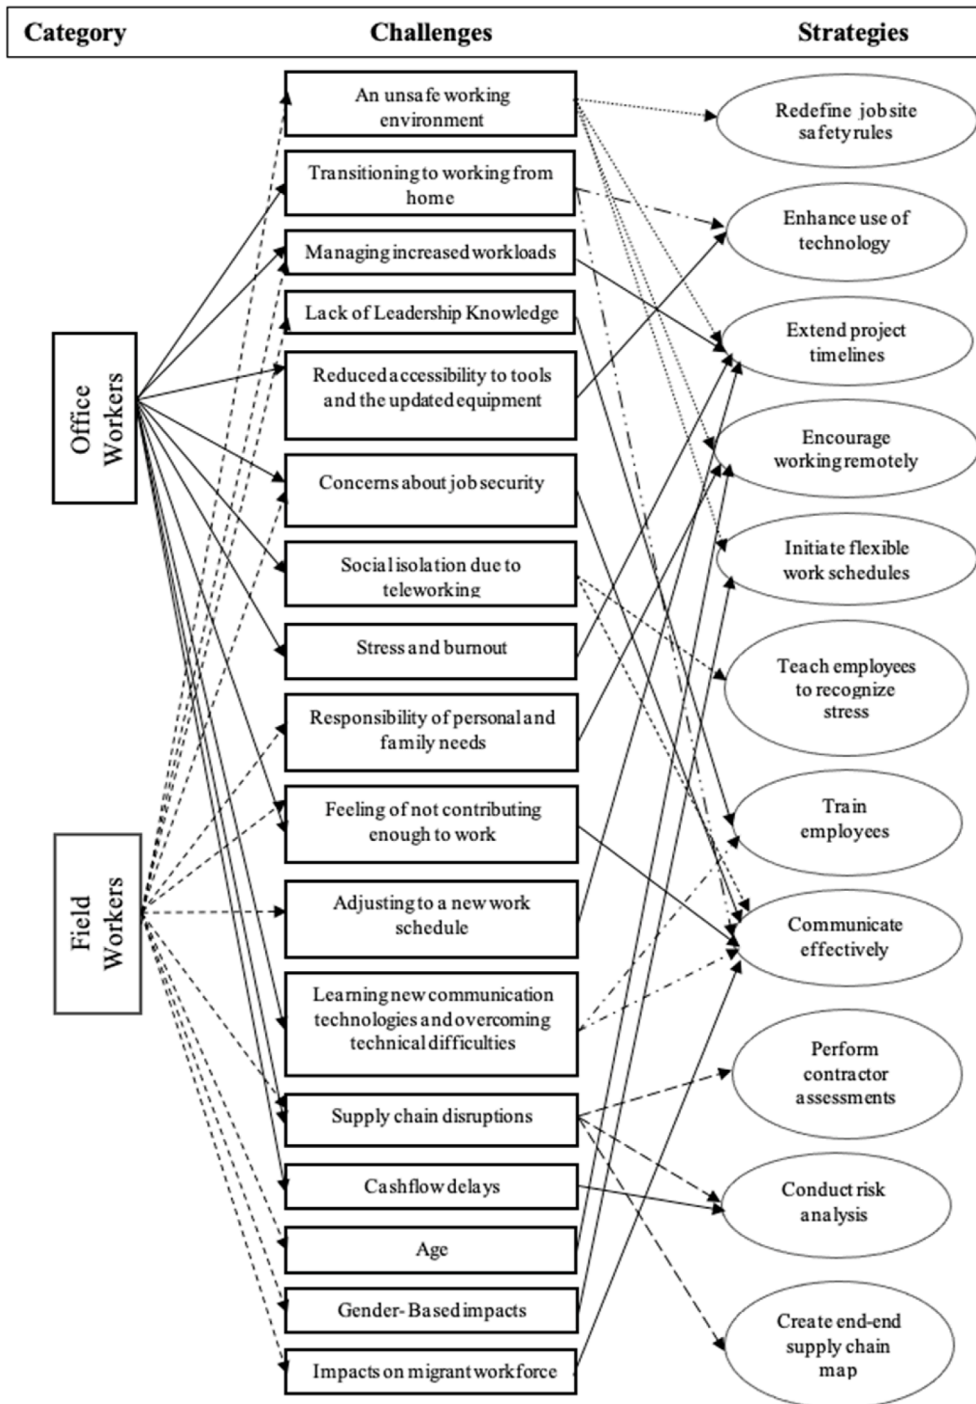 Category Challenges Strategies
An unsafe working
environment
Transitioning to working from
home
Managing increased workloads
Lack of Leadership Knowledge
Reduced accessibility to tools
and the updated equipment
Concerns about job security
Social isolation due to
teleworking
Stress and burnout
Responsibility of personal and
family needs
Feeling of not contributing
enough to work
Adjusting to a new work
schedule
Learning new communication
technologies and overcoming
technical difficulties
Supply chain disruptions
Cashflow delays
Age
Gender-Based impacts
Impacts on migrant workforce
Office
Workers
Field
Workers
Redefine job site
safety rules
Enhance use of
technology
Extend project
timelines
Encourage
working remotely
Initiate flexible
work schedules
Teach employees
to recognize
stress
Train
employees
Communicate
effectively
Perform
contractor
assessments
Conduct risk
analysis
Create end-end
supply chain
map